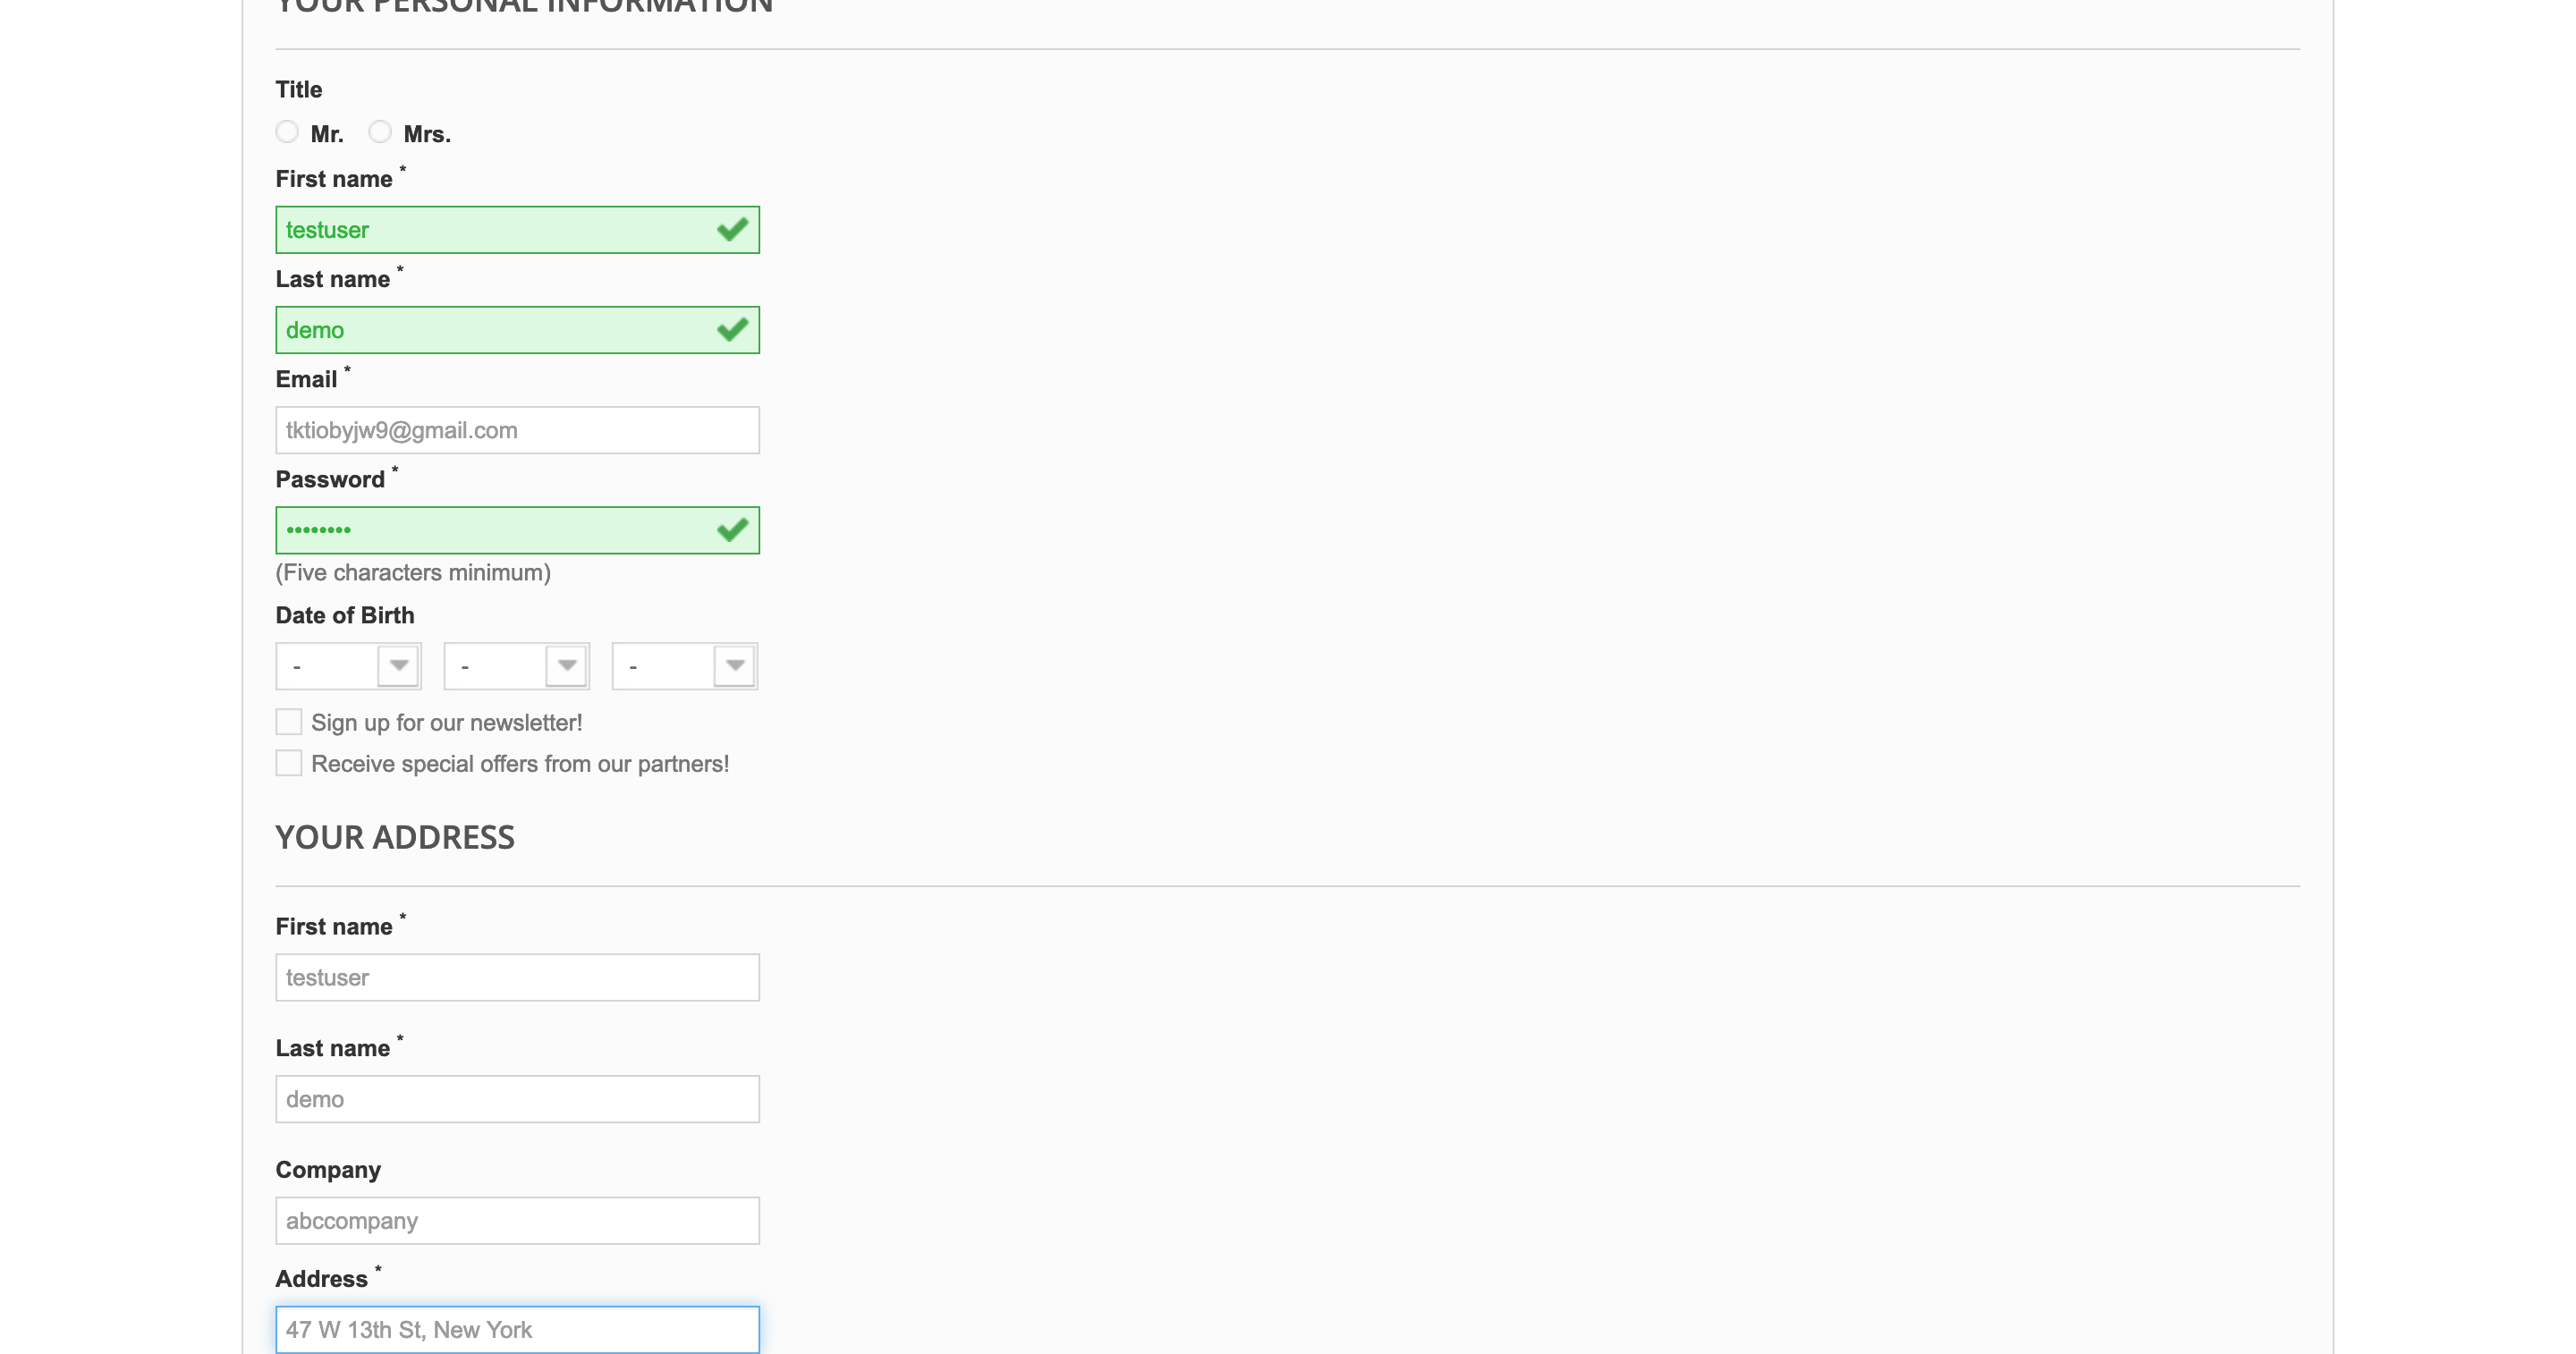 YOUR PERSONAL INFORMATION
Title
Mr. Mrs.
First name *
testuser
Last name *
demo
Email *
tktiobyjw9@gmail.com
Password *
••••••••
(Five characters minimum)
Date of Birth
- - -
Sign up for our newsletter!
Receive special offers from our partners!
YOUR ADDRESS
First name *
testuser
Last name *
demo
Company
abccompany
Address *
47 W 13th St, New York